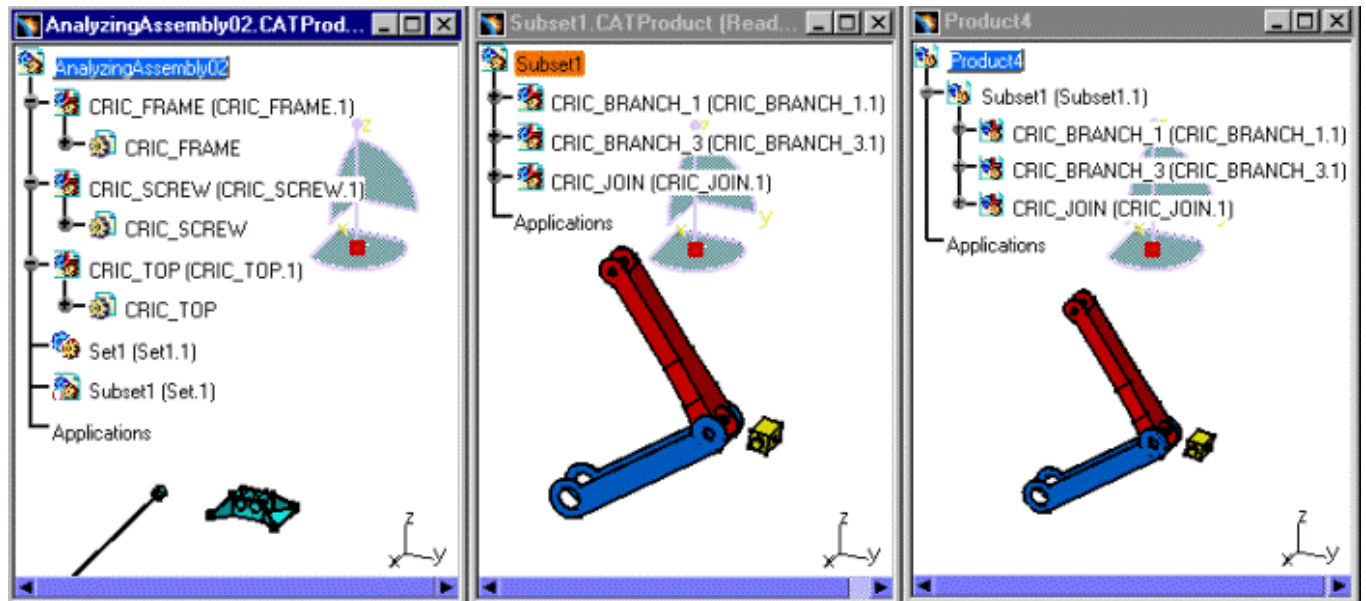 AnalyzingAssembly02.CATProd...
AnalyzingAssembly02
CRIC_FRAME (CRIC_FRAME.1)
CRIC_FRAME
CRIC_SCREW (CRIC_SCREW.1)
CRIC_SCREW
CRIC_TOP (CRIC_TOP.1)
CRIC_TOP
Set1 (Set1.1)
Subset1 (Set.1)
Applications
z
x
z
x
y
Subset1.CATProduct (Read...
Subset1
CRIC_BRANCH_1 (CRIC_BRANCH_1.1)
CRIC_BRANCH_3 (CRIC_BRANCH_3.1)
CRIC_JOIN (CRIC_JOIN.1)
Applications
x
y
z
x
y
Product4
Product4
Subset1 (Subset1.1)
CRIC_BRANCH_1 (CRIC_BRANCH_1.1)
CRIC_BRANCH_3 (CRIC_BRANCH_3.1)
CRIC_JOIN (CRIC_JOIN.1)
Applications
x
z
x
y